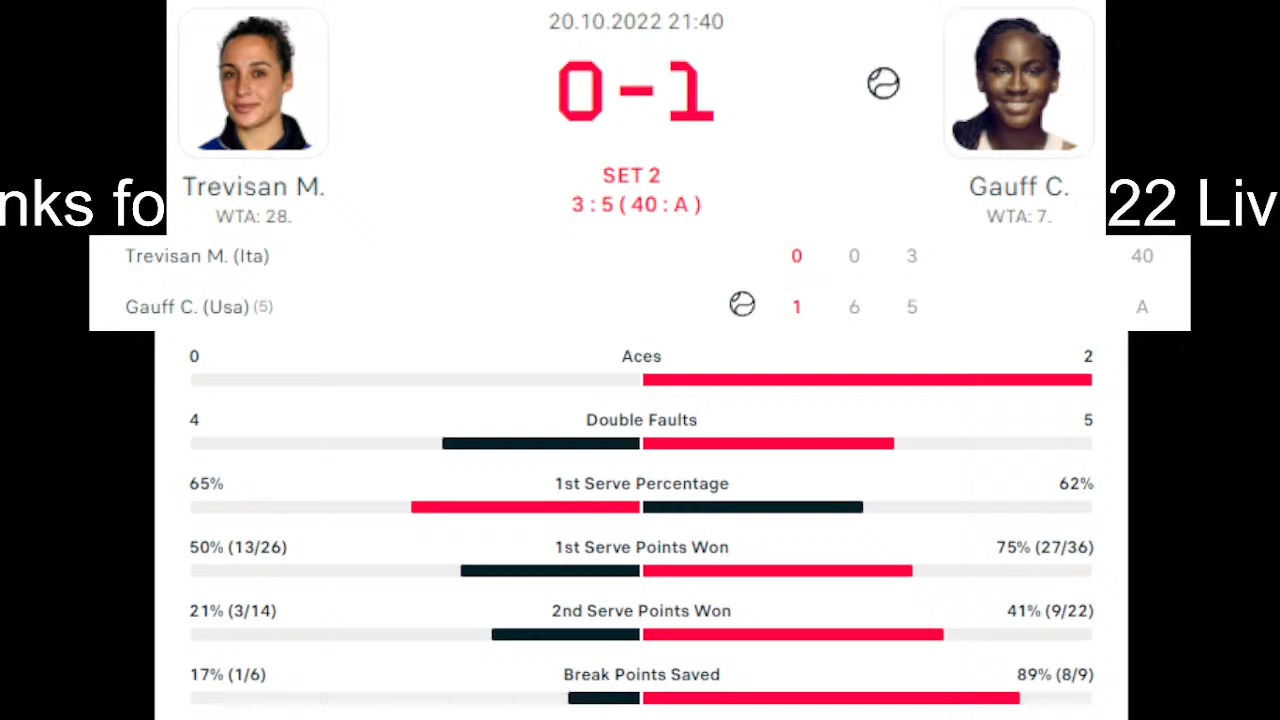 20.10.2022 21:40
0-1
SET 2
3 : 5 ( 40 : A )
Trevisan M.
WTA: 28.
Gauff C.
WTA: 7.
nks fo
22 Liv
Trevisan M. (Ita) 0 0 3 40
Gauff C. (Usa) (5) 1 6 5 A
0 Aces 2
4 Double Faults 5
65% 1st Serve Percentage 62%
50% (13/26) 1st Serve Points Won 75% (27/36)
21% (3/14) 2nd Serve Points Won 41% (9/22)
17% (1/6) Break Points Saved 89% (8/9)